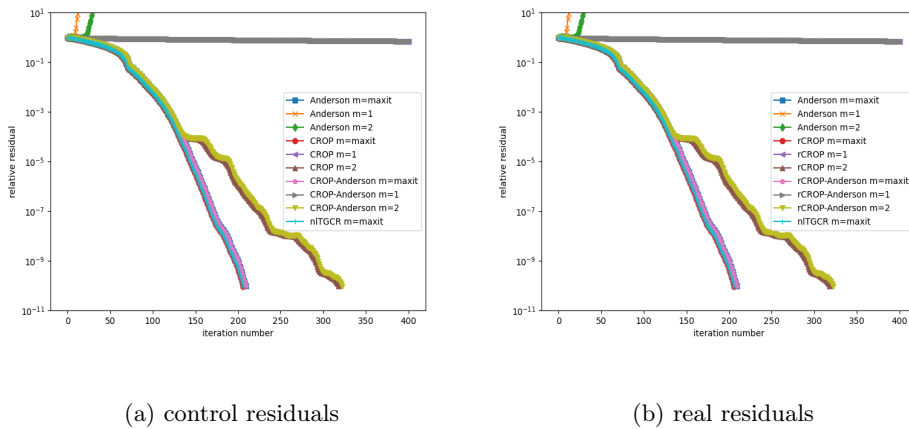 10^1
10^-1
10^-3
10^-5
10^-7
10^-9
10^-11
relative residual
0 50 100 150 200 250 300 350 400
iteration number
Anderson m=maxit
Anderson m=1
Anderson m=2
CROP m=maxit
CROP m=1
CROP m=2
CROP-Anderson m=maxit
CROP-Anderson m=1
CROP-Anderson m=2
nlTGCR m=maxit
(a) control residuals
10^1
10^-1
10^-3
10^-5
10^-7
10^-9
10^-11
relative residual
0 50 100 150 200 250 300 350 400
iteration number
Anderson m=maxit
Anderson m=1
Anderson m=2
rCROP m=maxit
rCROP m=1
rCROP m=2
rCROP-Anderson m=maxit
rCROP-Anderson m=1
rCROP-Anderson m=2
nlTGCR m=maxit
(b) real residuals